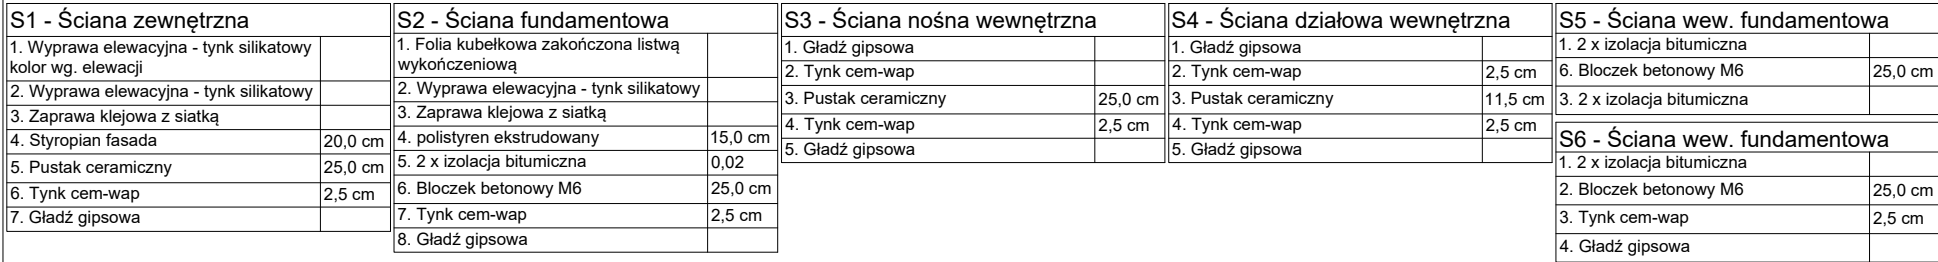 S1 - Ściana zewnętrzna
1. Wyprawa elewacyjna - tynk silikatowy
kolor wg. elewacji
2. Wyprawa elewacyjna - tynk silikatowy
3. Zaprawa klejowa z siatką
4. Styropian fasada 20,0 cm
5. Pustak ceramiczny 25,0 cm
6. Tynk cem-wap 2,5 cm
7. Gładź gipsowa
S2 - Ściana fundamentowa
1. Folia kubełkowa zakończona listwą
wykończeniową
2. Wyprawa elewacyjna - tynk silikatowy
3. Zaprawa klejowa z siatką
4. polistyren ekstrudowany 15,0 cm
5. 2 x izolacja bitumiczna 0,02
6. Bloczek betonowy M6 25,0 cm
7. Tynk cem-wap 2,5 cm
8. Gładź gipsowa
S3 - Ściana nośna wewnętrzna
1. Gładź gipsowa
2. Tynk cem-wap
3. Pustak ceramiczny 25,0 cm
4. Tynk cem-wap 2,5 cm
5. Gładź gipsowa
S4 - Ściana działowa wewnętrzna
1. Gładź gipsowa
2. Tynk cem-wap 2,5 cm
3. Pustak ceramiczny 11,5 cm
4. Tynk cem-wap 2,5 cm
5. Gładź gipsowa
S5 - Ściana wew. fundamentowa
1. 2 x izolacja bitumiczna
6. Bloczek betonowy M6 25,0 cm
3. 2 x izolacja bitumiczna
S6 - Ściana wew. fundamentowa
1. 2 x izolacja bitumiczna
2. Bloczek betonowy M6 25,0 cm
3. Tynk cem-wap 2,5 cm
4. Gładź gipsowa